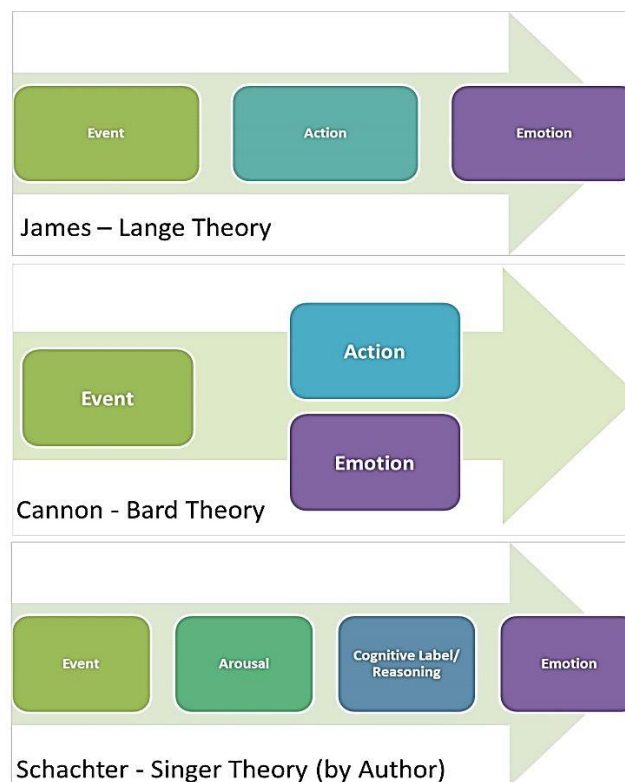 Event
Action
Emotion
James – Lange Theory
Event
Action
Emotion
Cannon - Bard Theory
Event
Arousal
Cognitive Label/
Reasoning
Emotion
Schachter - Singer Theory (by Author)